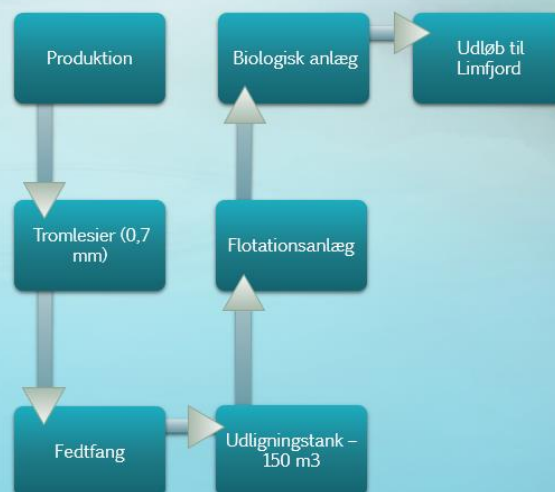 Produktion
Tromlesier (0,7
mm)
Fedtfang
Udligningstank –
150 m3
Flotationsanlæg
Biologisk anlæg
Udløb til
Limfjord